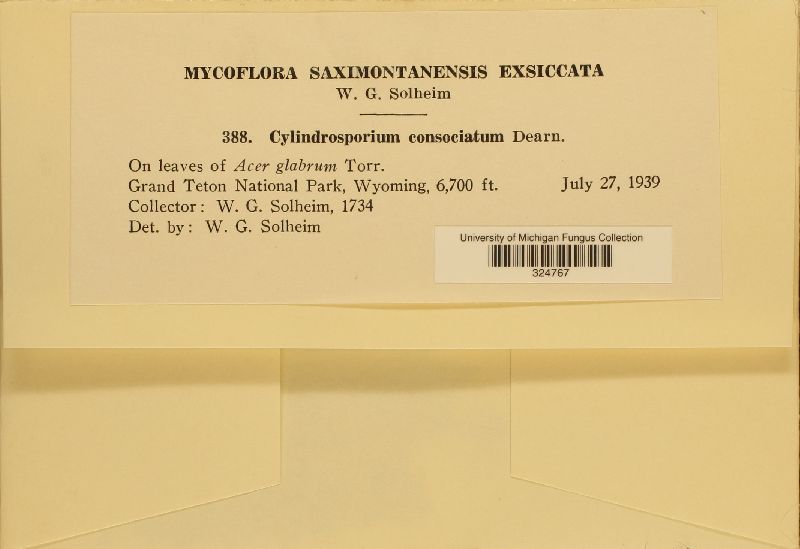 MYCOFLORA SAXIMONTANENSIS EXSICCATA
W. G. Solheim
388. Cylindrosporium consociatum Dearn.
On leaves of Acer glabrum Torr.
Grand Teton National Park, Wyoming, 6,700 ft. July 27, 1939
Collector: W. G. Solheim, 1734
Det. by: W. G. Solheim
University of Michigan Fungus Collection
324767